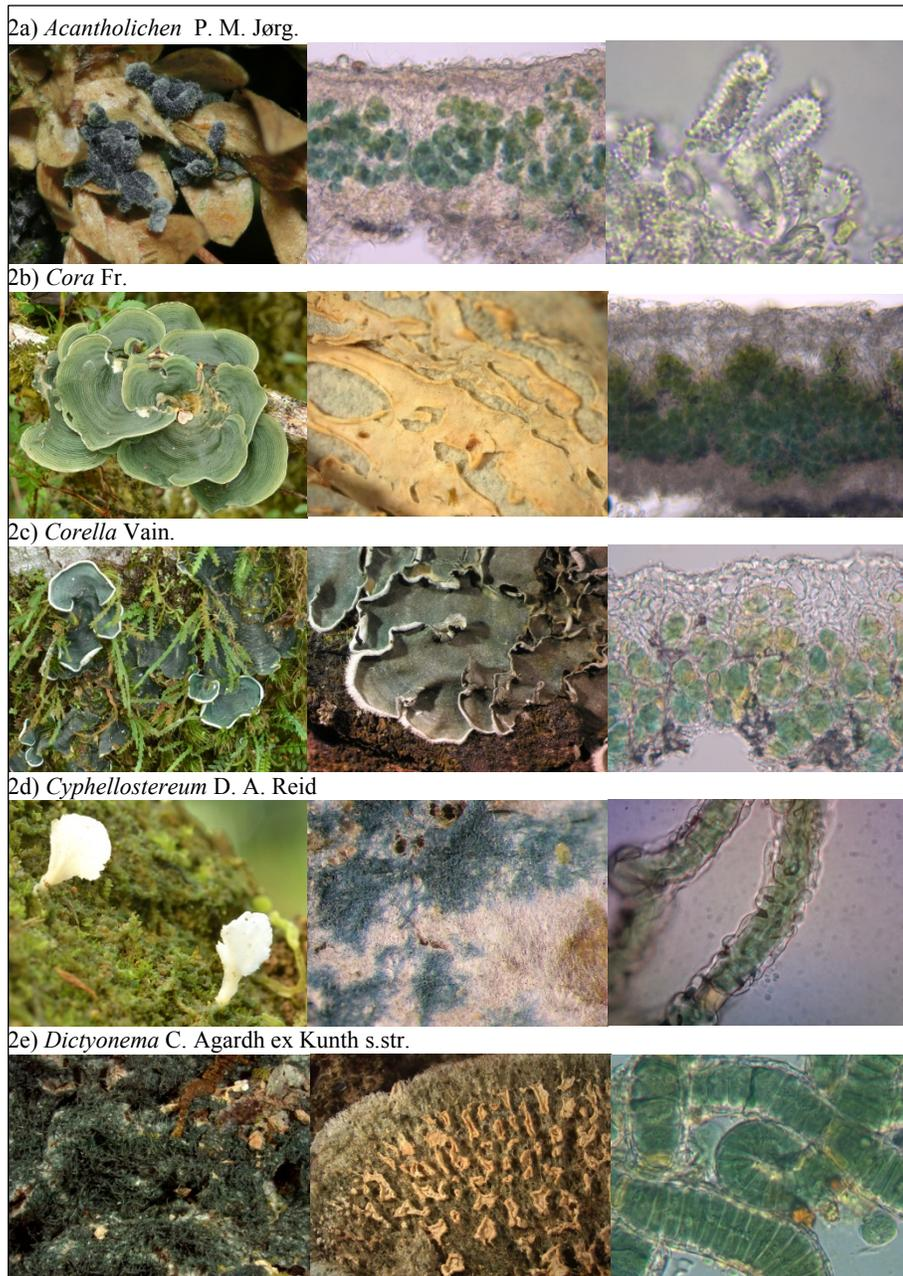 2a) Acantholichen P. M. Jørg.
2b) Cora Fr.
2c) Corella Vain.
2d) Cyphellostereum D. A. Reid
2e) Dictyonema C. Agardh ex Kunth s.str.